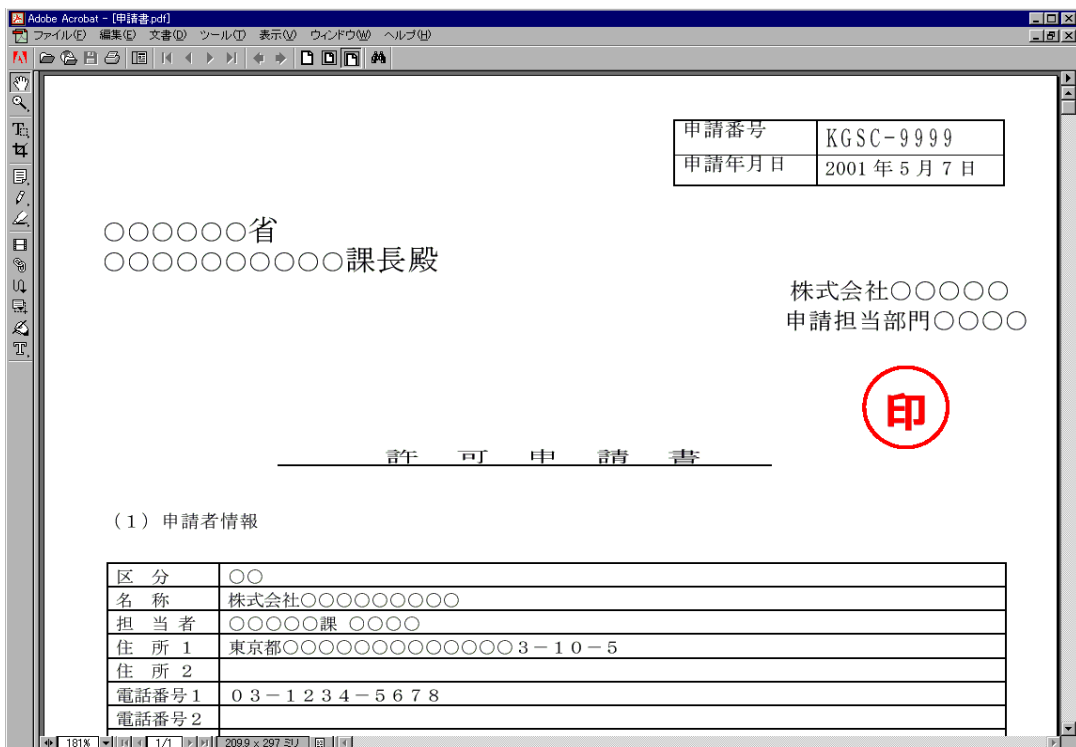 Adobe Acrobat - [申請書.pdf]
ファイル(F) 編集(E) 文書(D) ツール(T) 表示(V) ウィンドウ(W) ヘルプ(H)
申請番号 KGSC-9999
申請年月日 2001年5月7日
○○○○○○省
○○○○○○○○○○課長殿
株式会社○○○○○
申請担当部門○○○○
印
許可申請書
(1)申請者情報
区 分 ○○
名 称 株式会社○○○○○○○○○
担 当 者 ○○○○○課 ○○○○
住 所 1 東京都○○○○○○○○○○○○○3-10-5
住 所 2
電話番号1 03-1234-5678
電話番号2
181% 1/1 209.9 x 297 ミリ